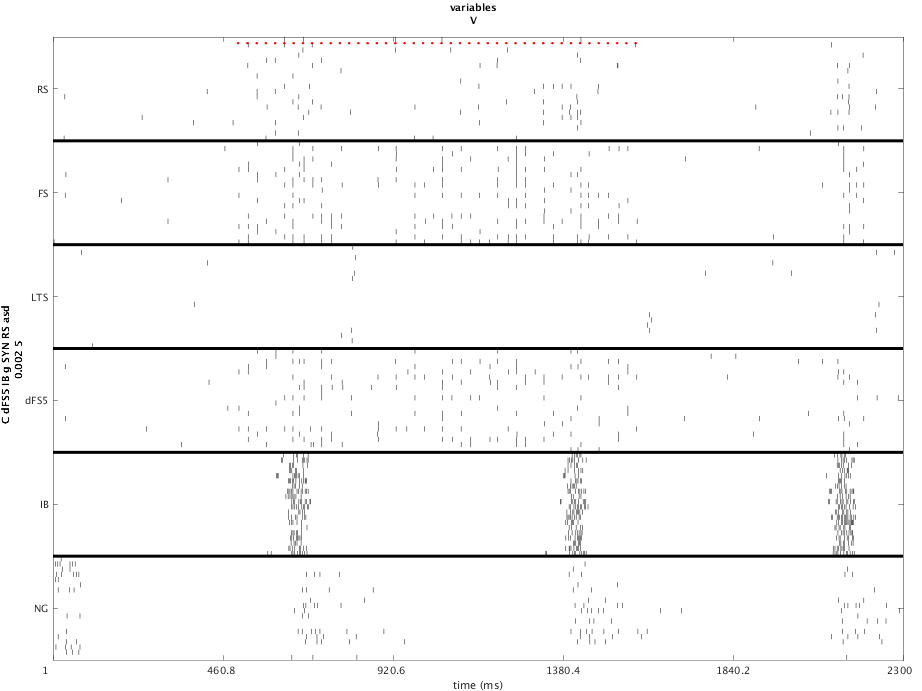 variables
V
RS
FS
LTS
dFS5
IB
NG
C dFS5 IB g SYN RS asd
0.002 S
1
460.8
920.6
1380.4
1840.2
2300
time (ms)